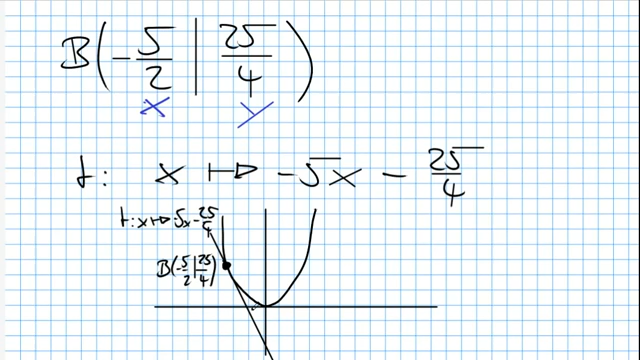 B(-5/2 | 25/4)
x y
t: x ↦ -5x - 25/4
t: x ↦ -5x - 25/4
B(-5/2 | 25/4)